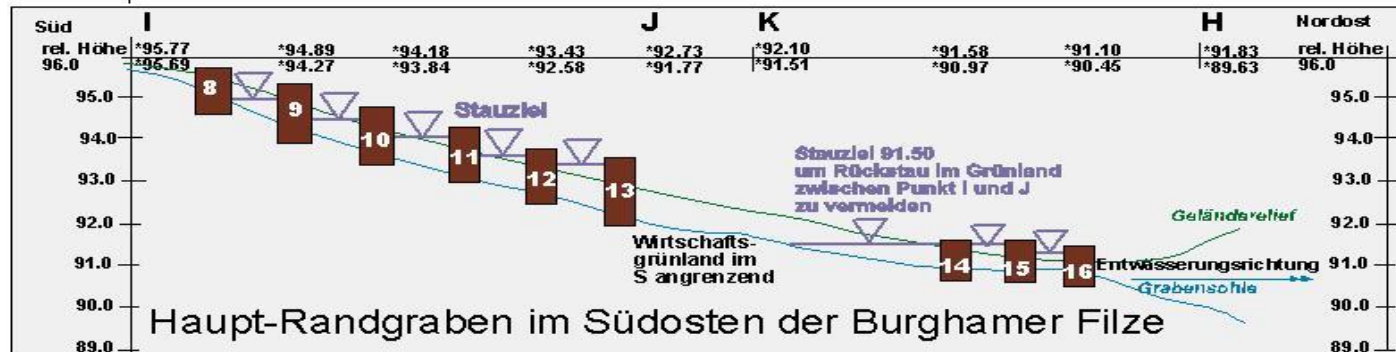 Süd I J K H Nordost
rel. Höhe *95.77 *94.89 *94.18 *93.43 *92.73 *92.10 *91.58 *91.10 *91.83 rel. Höhe
96.0 *95.69 *94.27 *93.84 *92.58 *91.77 *91.51 *90.97 *90.45 *89.63 96.0
95.0 8 95.0
9
Stauziel
94.0 10 94.0
11
Stauziel 91.50
um Rückstau im Grünland
93.0 12 13 zwischen Punkt I und J 93.0
zu vermeiden
92.0 Geländerelief 92.0
Wirtschafts-
grünland im
91.0 S angrenzend 14 15 16 Entwässerungsrichtung 91.0
Grabensohle
90.0 90.0
Haupt-Randgraben im Südosten der Burghamer Filze
89.0 89.0